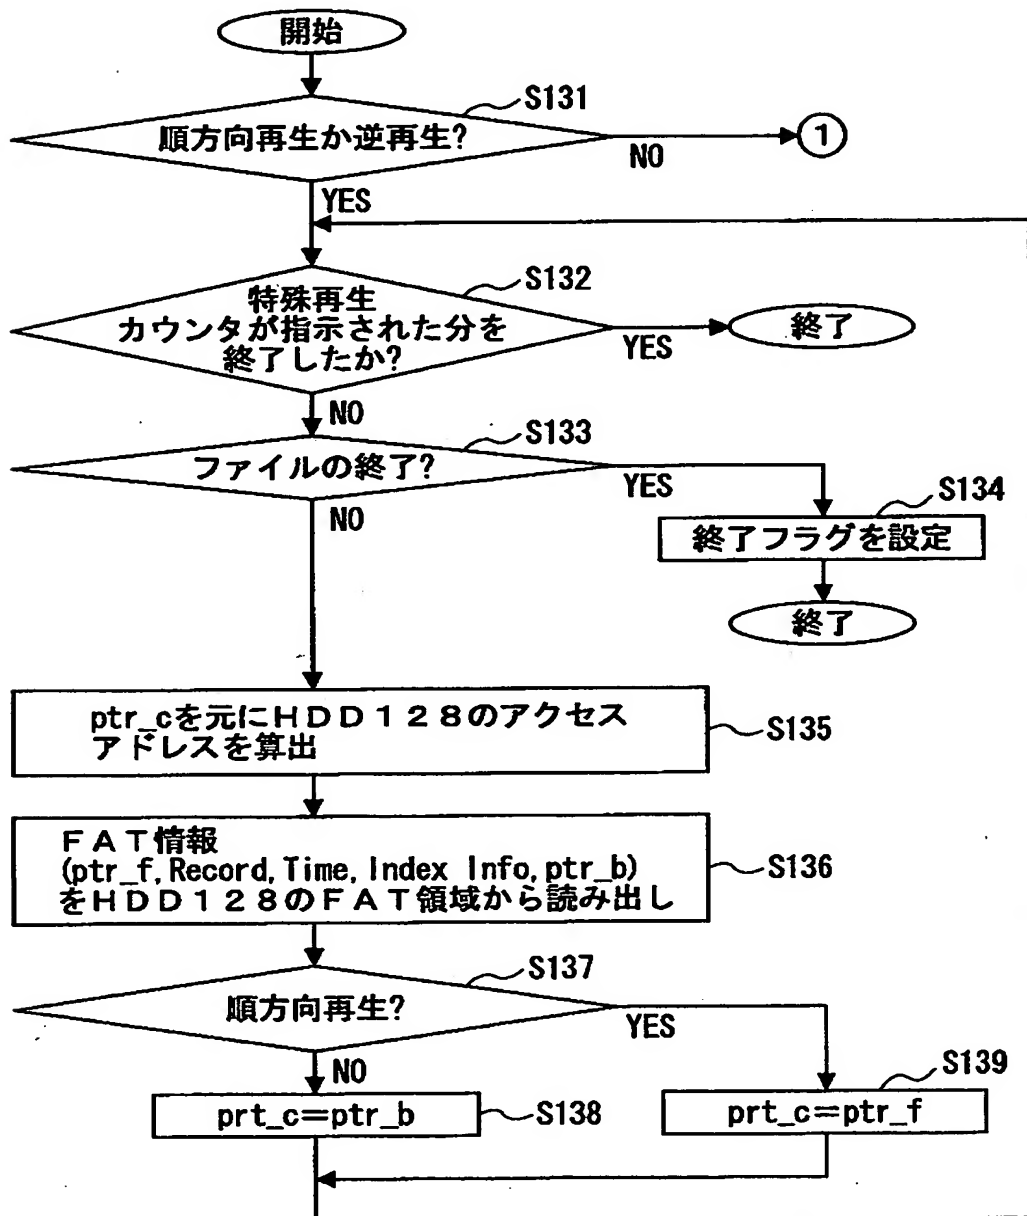 開始
S131
順方向再生か逆再生?
1
NO
YES
S132
特殊再生
カウンタが指示された分を
終了したか?
終了
YES
NO
S133
ファイルの終了?
YES
NO
S134
終了フラグを設定
終了
ptr_cを元にHDD128のアクセス
アドレスを算出
S135
FAT情報
(ptr_f,Record,Time,Index Info,ptr_b)
をHDD128のFAT領域から読み出し
S136
S137
順方向再生?
YES
NO
S139
prt_c=ptr_b
S138
prt_c=ptr_f